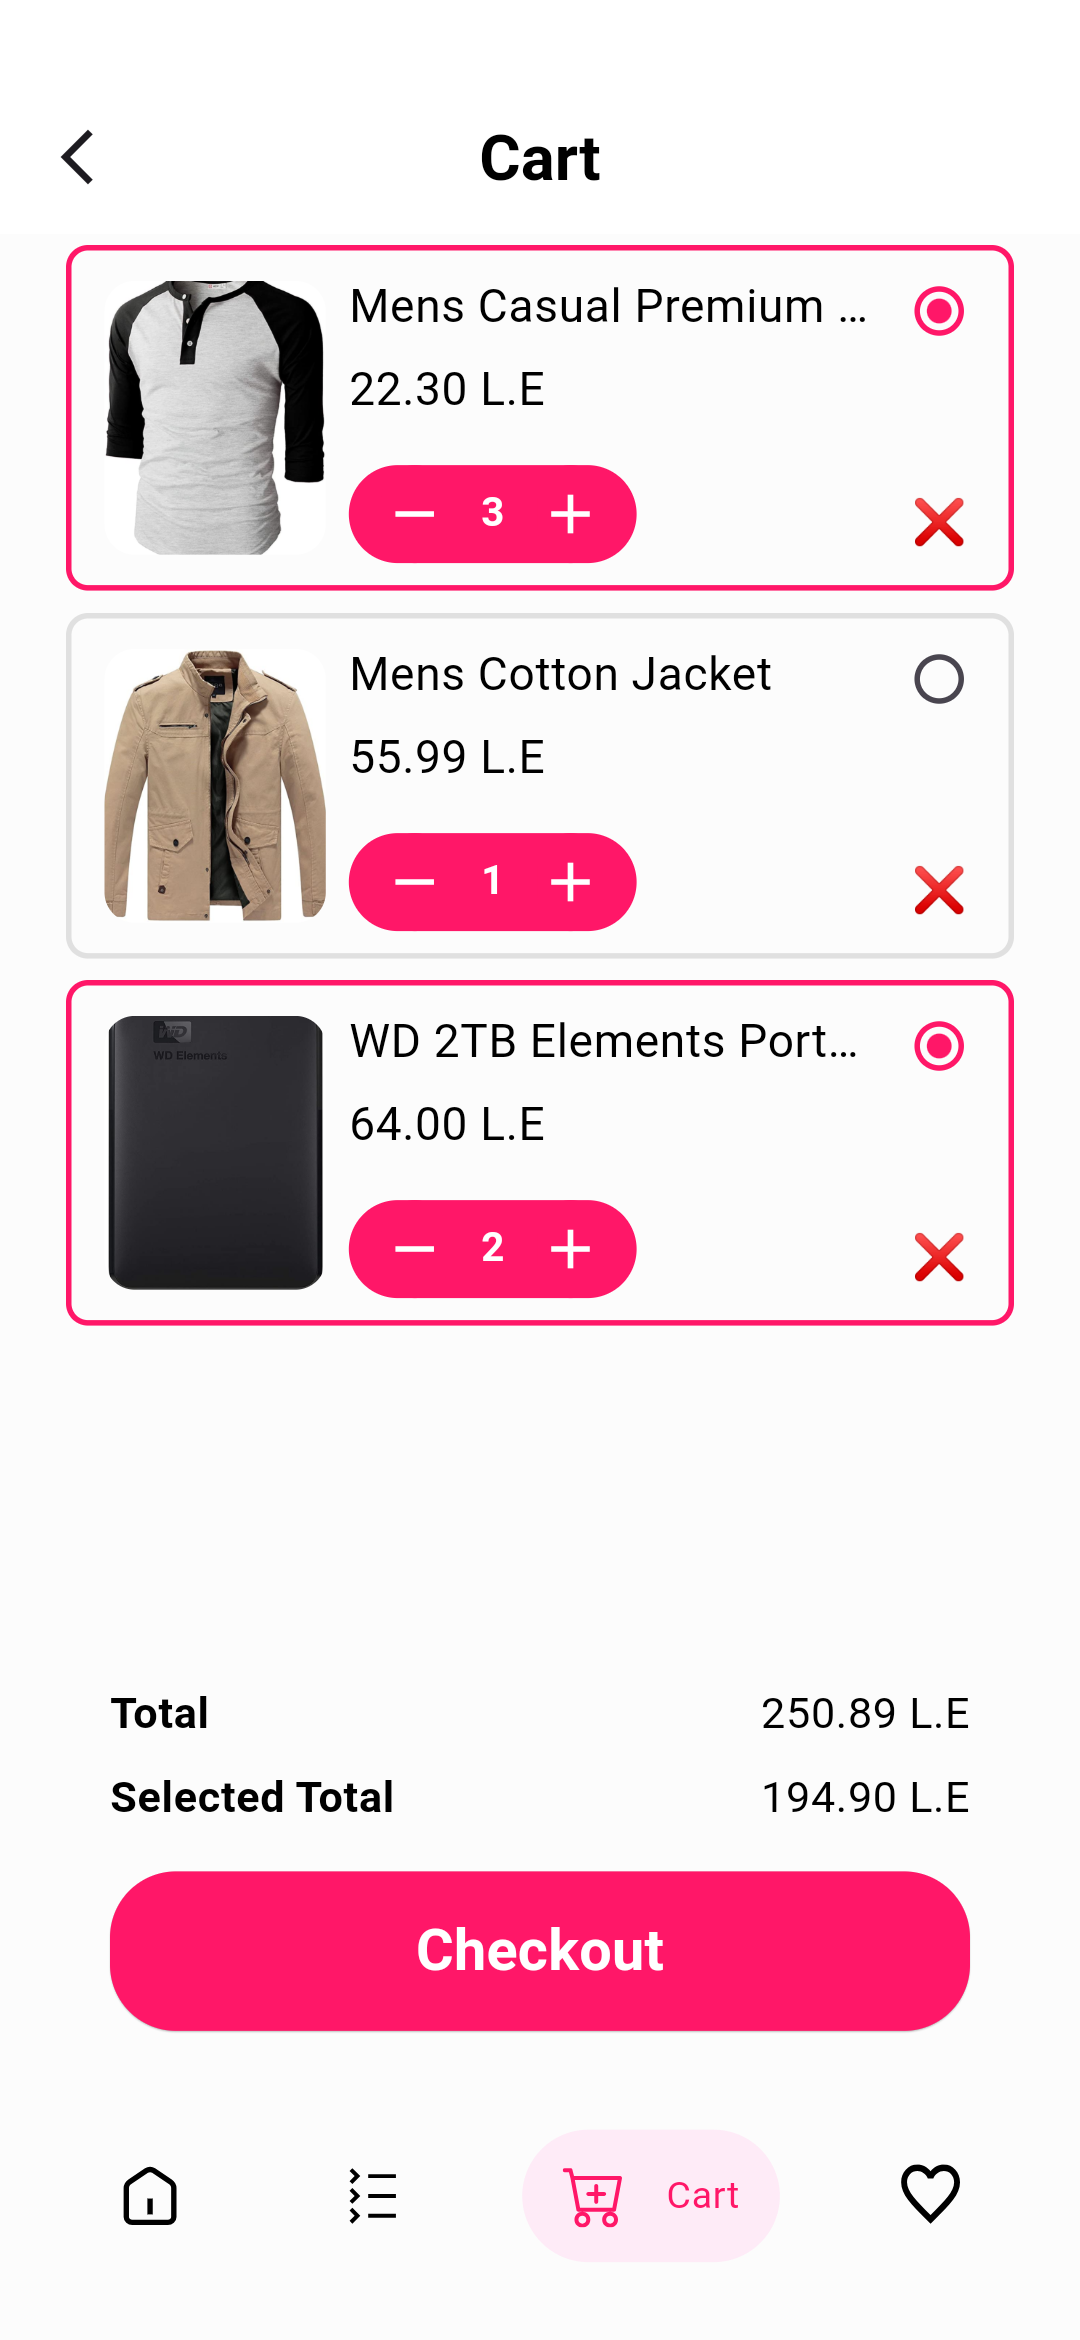 Cart
Mens Casual Premium ...
22.30 L.E
3
Mens Cotton Jacket
55.99 L.E
1
WD
WD Elements
WD 2TB Elements Port...
64.00 L.E
2
Total 250.89 L.E
Selected Total 194.90 L.E
Checkout
Cart